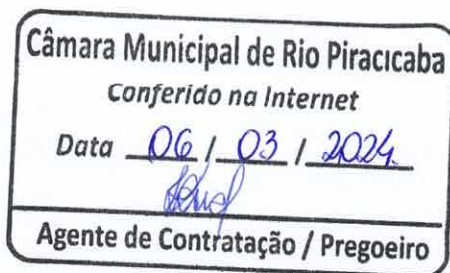 Câmara Municipal de Rio Piracicaba
Conferido na Internet
Data 06 / 03 / 2024
Agente de Contratação / Pregoeiro